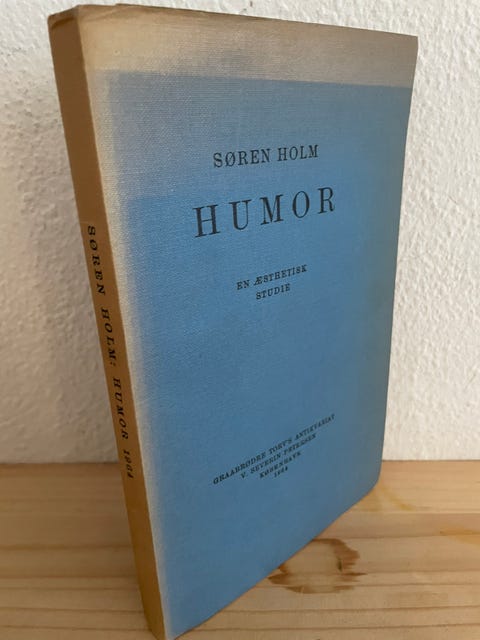 SØREN HOLM
HUMOR
EN ÆSTHETISK
STUDIE
GRAABRØDRE TORV'S ANTIKVARIAT
V. SEVERIN PETERSEN
KØBENHAVN
1964
SØREN HOLM: HUMOR 1964